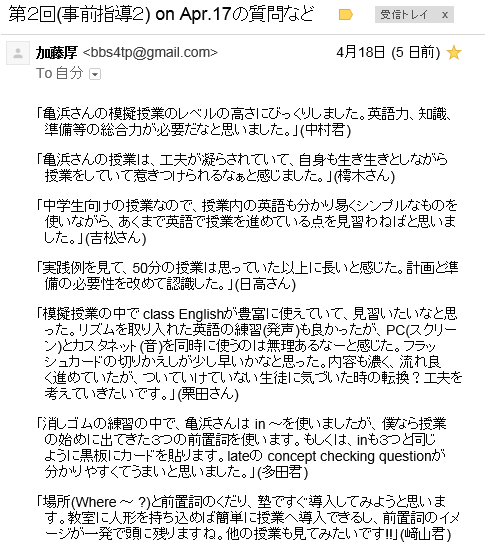 第2回(事前指導2) on Apr.17の質問など
受信トレイ x
加藤厚 <bbs4tp@gmail.com>
4月18日 (5 日前)
To 自分
「亀浜さんの模擬授業のレベルの高さにびっくりしました。英語力、知識、
準備等の総合力が必要だなと思いました。」(中村君)
「亀浜さんの授業は、工夫が凝らされていて、自身も生き生きとしながら
授業をしていて惹きつけられるなぁと感じました。」(樗木さん)
「中学生向けの授業なので、授業内の英語も分かり易くシンプルなものを
使いながら、あくまで英語で授業を進めている点を見習わねばと思いま
した。」(吉松さん)
「実践例を見て、50分の授業は思っていた以上に長いと感じた。計画と準
備の必要性を改めて認識した。」(日高さん)
「模擬授業の中で class Englishが豊富に使えていて、見習いたいなと思
った。リズムを取り入れた英語の練習(発声)も良かったが、PC(スクリー
ン)とカスタネット(音)を同時に使うのは無理あるなーと感じた。フラッ
シュカードの切りかえしが少し早いかなと思った。内容も濃く、流れ良
く進めていたが、ついていけていない生徒に気づいた時の転換？工夫を
考えていきたいです。」(栗田さん)
「消しゴムの練習の中で、亀浜さんは in ～を使いましたが、僕なら授業
の始めに出てきた3つの前置詞を使います。もしくは、inも3つと同じ
ように黒板にカードを貼ります。lateの concept checking questionが
分かりやすくてうまいと思いました。」(多田君)
「場所(Where ～ ?)と前置詞のくだり、塾ですぐ導入してみようと思いま
す。教室に人形を持ち込めば簡単に授業へ導入できるし、前置詞のイメ
ージが一発で頭に残りますね。他の授業も見てみたいです!!」(﨑山君)